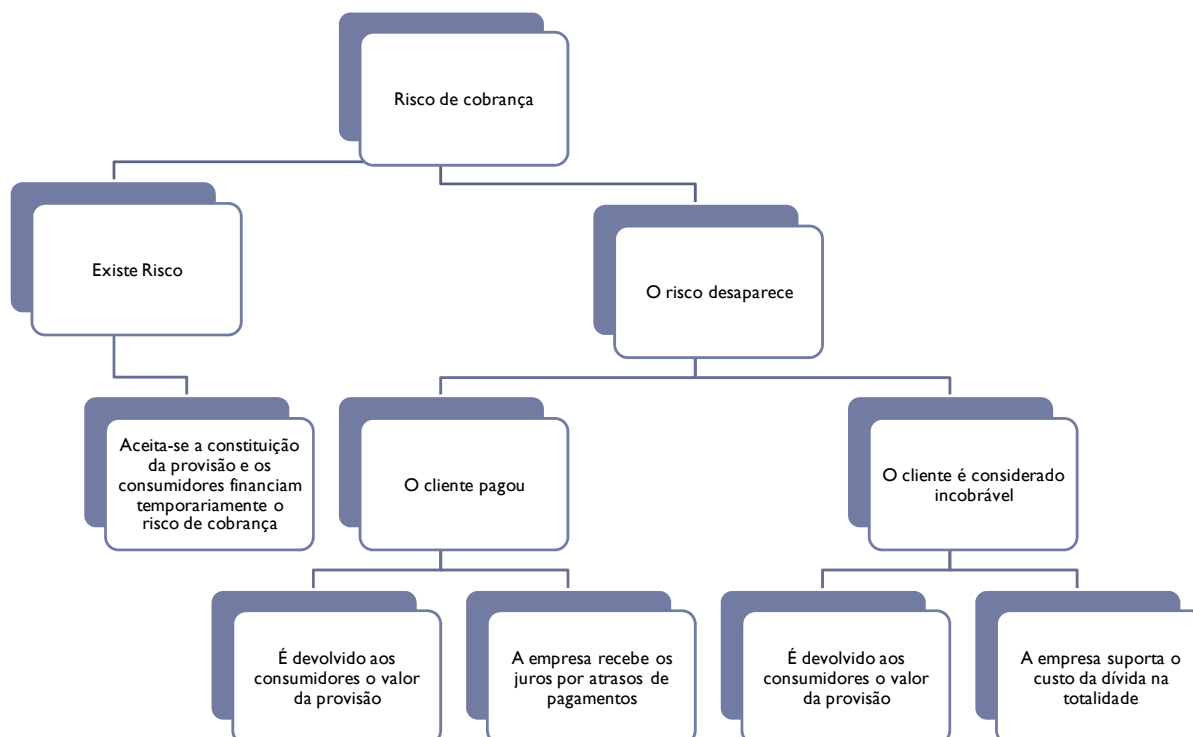 Risco de cobrança
Existe Risco
O risco desaparece
Aceita-se a constituição
da provisão e os
consumidores financiam
temporariamente o
risco de cobrança
O cliente pagou
O cliente é considerado
incobrável
É devolvido aos
consumidores o valor
da provisão
A empresa recebe os
juros por atrasos de
pagamentos
É devolvido aos
consumidores o valor
da provisão
A empresa suporta o
custo da dívida na
totalidade